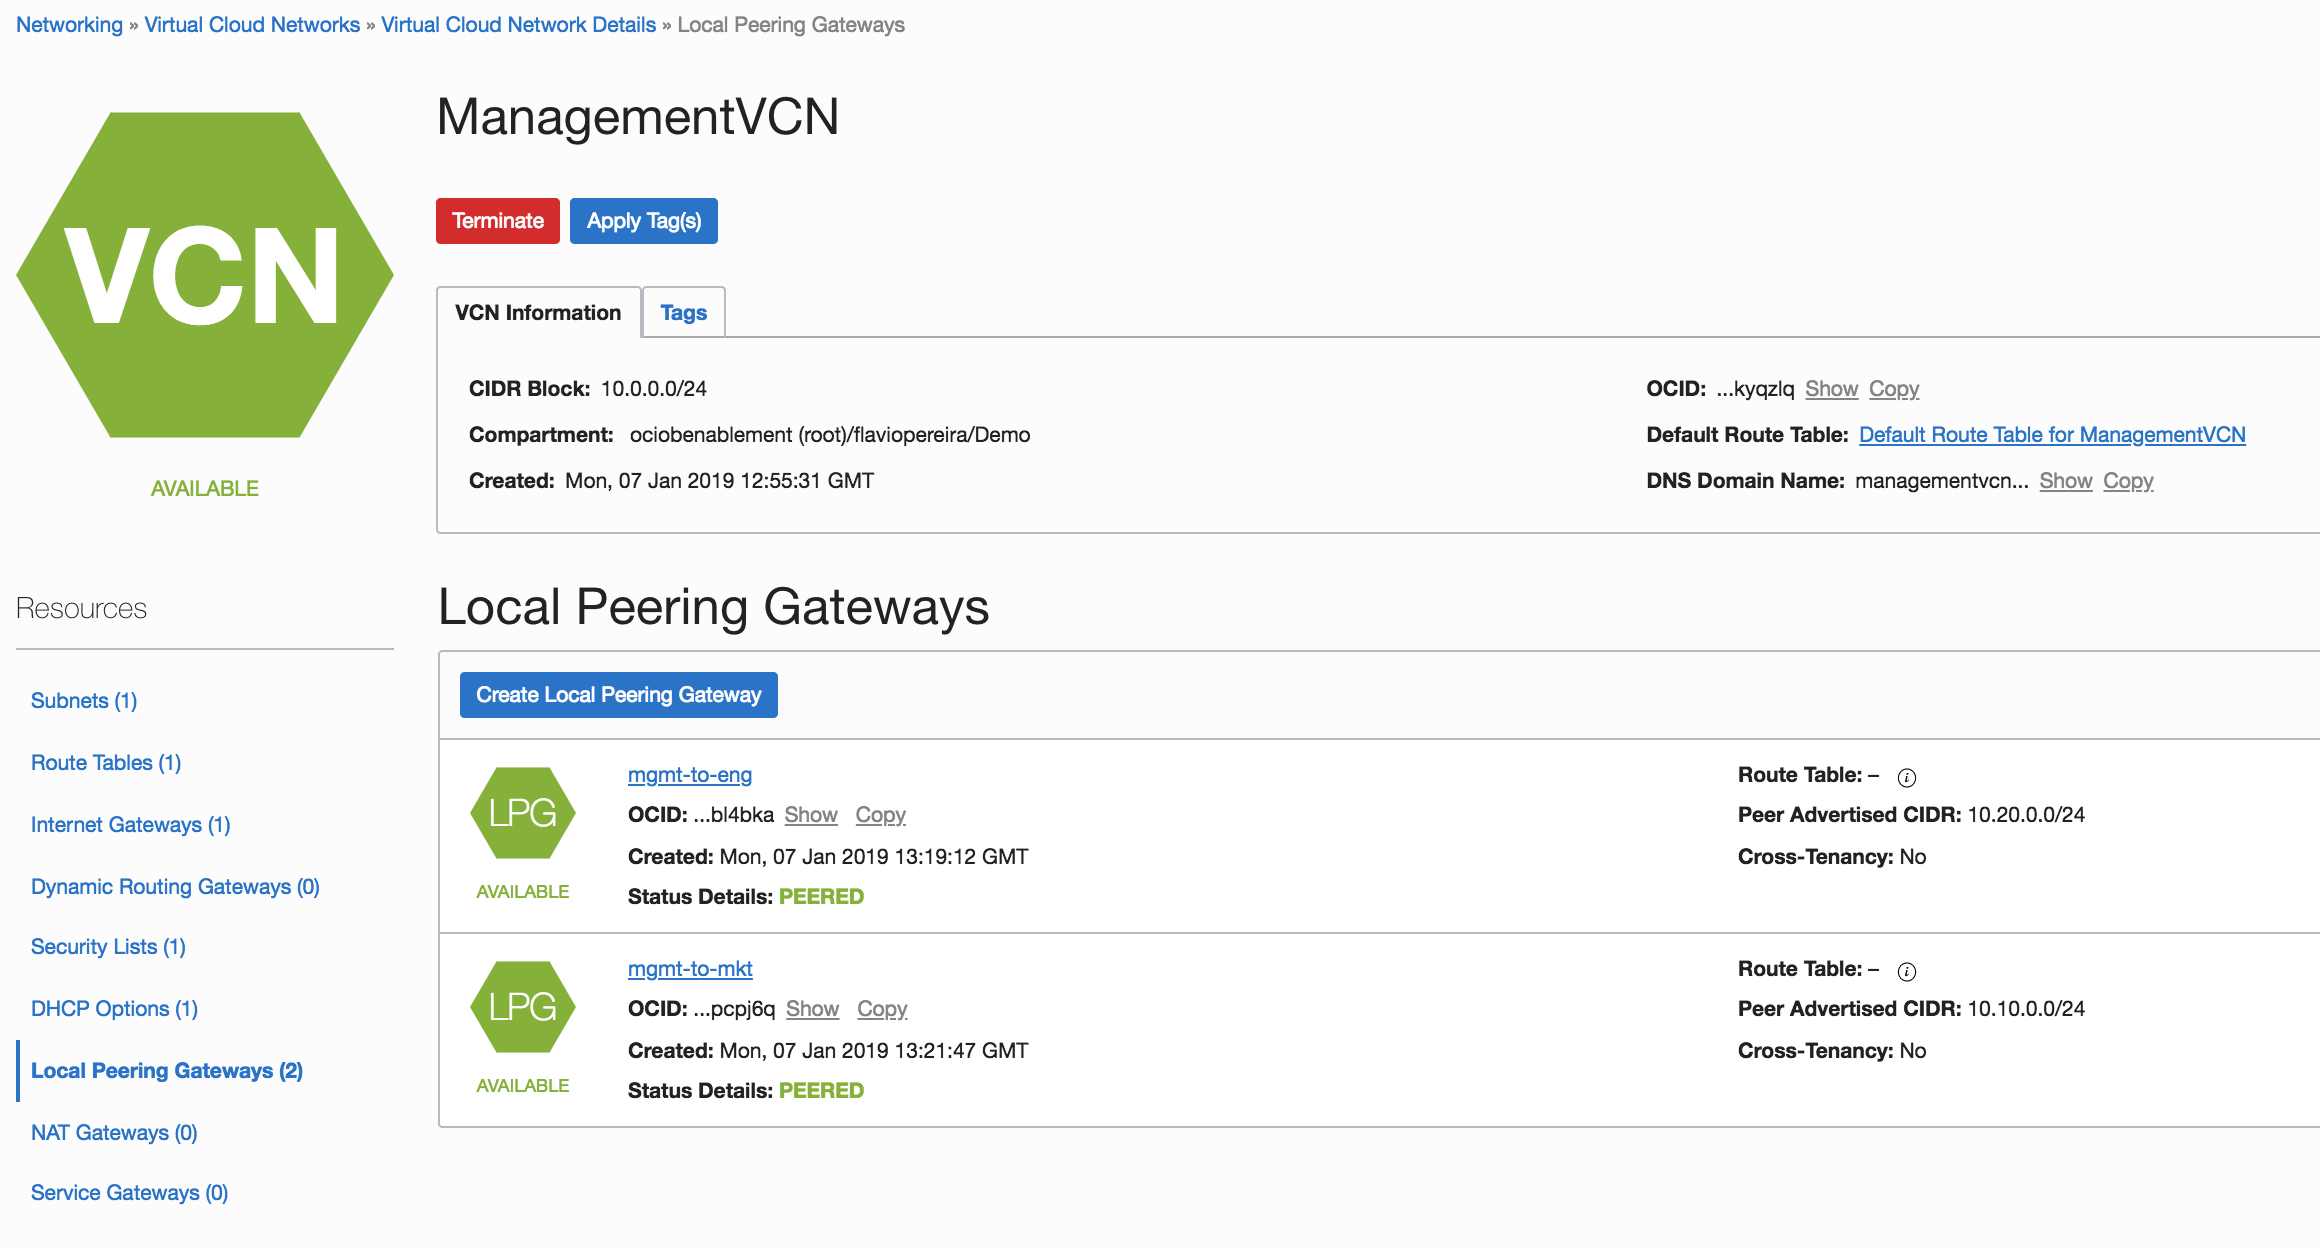 Networking » Virtual Cloud Networks » Virtual Cloud Network Details » Local Peering Gateways
VCN
AVAILABLE
ManagementVCN
Terminate Apply Tag(s)
VCN Information Tags
CIDR Block: 10.0.0.0/24
Compartment: ociobenablement (root)/flaviopereira/Demo
Created: Mon, 07 Jan 2019 12:55:31 GMT
OCID: ...kyqzlq Show Copy
Default Route Table: Default Route Table for ManagementVCN
DNS Domain Name: managementvcn... Show Copy
Resources
Subnets (1)
Route Tables (1)
Internet Gateways (1)
Dynamic Routing Gateways (0)
Security Lists (1)
DHCP Options (1)
Local Peering Gateways (2)
NAT Gateways (0)
Service Gateways (0)
Local Peering Gateways
Create Local Peering Gateway
LPG
AVAILABLE
mgmt-to-eng
OCID: ...bl4bka Show Copy
Created: Mon, 07 Jan 2019 13:19:12 GMT
Status Details: PEERED
Route Table: – i
Peer Advertised CIDR: 10.20.0.0/24
Cross-Tenancy: No
LPG
AVAILABLE
mgmt-to-mkt
OCID: ...pcpj6q Show Copy
Created: Mon, 07 Jan 2019 13:21:47 GMT
Status Details: PEERED
Route Table: – i
Peer Advertised CIDR: 10.10.0.0/24
Cross-Tenancy: No